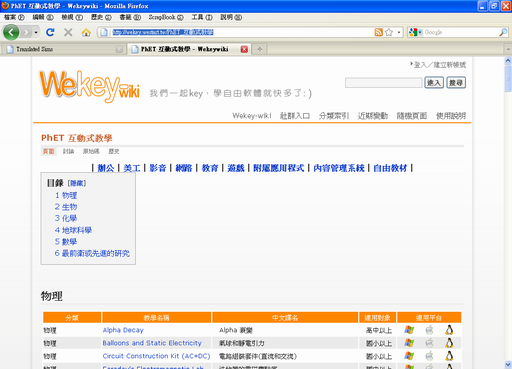 PhET 互動式教學 - Wekeywiki - Mozilla Firefox
檔案(F) 編輯(E) 檢視(V) 歷史(S) 書籤(B) ScrapBook(C) 工具(T) 說明(H)
http://wekey.westart.tw/PhET_互動式教學
Google
Translated Sims
PhET 互動式教學 - Wekeywiki
登入／建立新帳號
Wekey wiki
我們一起key，學自由軟體就快多了：)
進入 搜尋
Wekey-wiki 社群入口 分類索引 近期變動 隨機頁面 使用說明
PhET 互動式教學
頁面 討論 原始碼 歷史
| 辦公 | 美工 | 影音 | 網路 | 教育 | 遊戲 | 附屬應用程式 | 內容管理系統 | 自由教材 |
目錄 [隱藏]
1 物理
2 生物
3 化學
4 地球科學
5 數學
6 最前衛或先進的研究
物理
分類 教學名稱 中文譯名 適用對象 適用平台
物理 Alpha Decay Alpha 衰變 高中以上
物理 Balloons and Static Electricity 氣球和靜電引力 國小以上
物理 Circuit Construction Kit (AC+DC) 電路組裝套件(直流和交流) 國小以上
物理 Faraday's Electromagnetic Lab